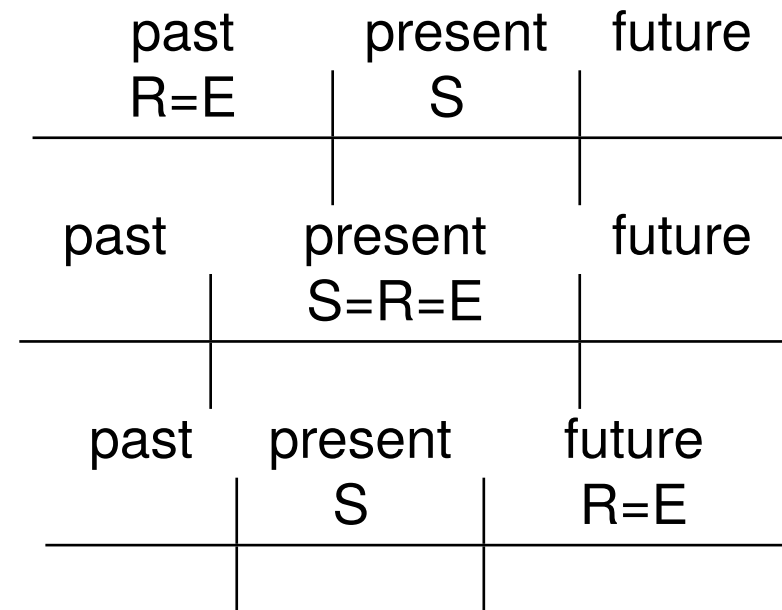 past present future
R=E S
past present future
S=R=E
past present future
S R=E